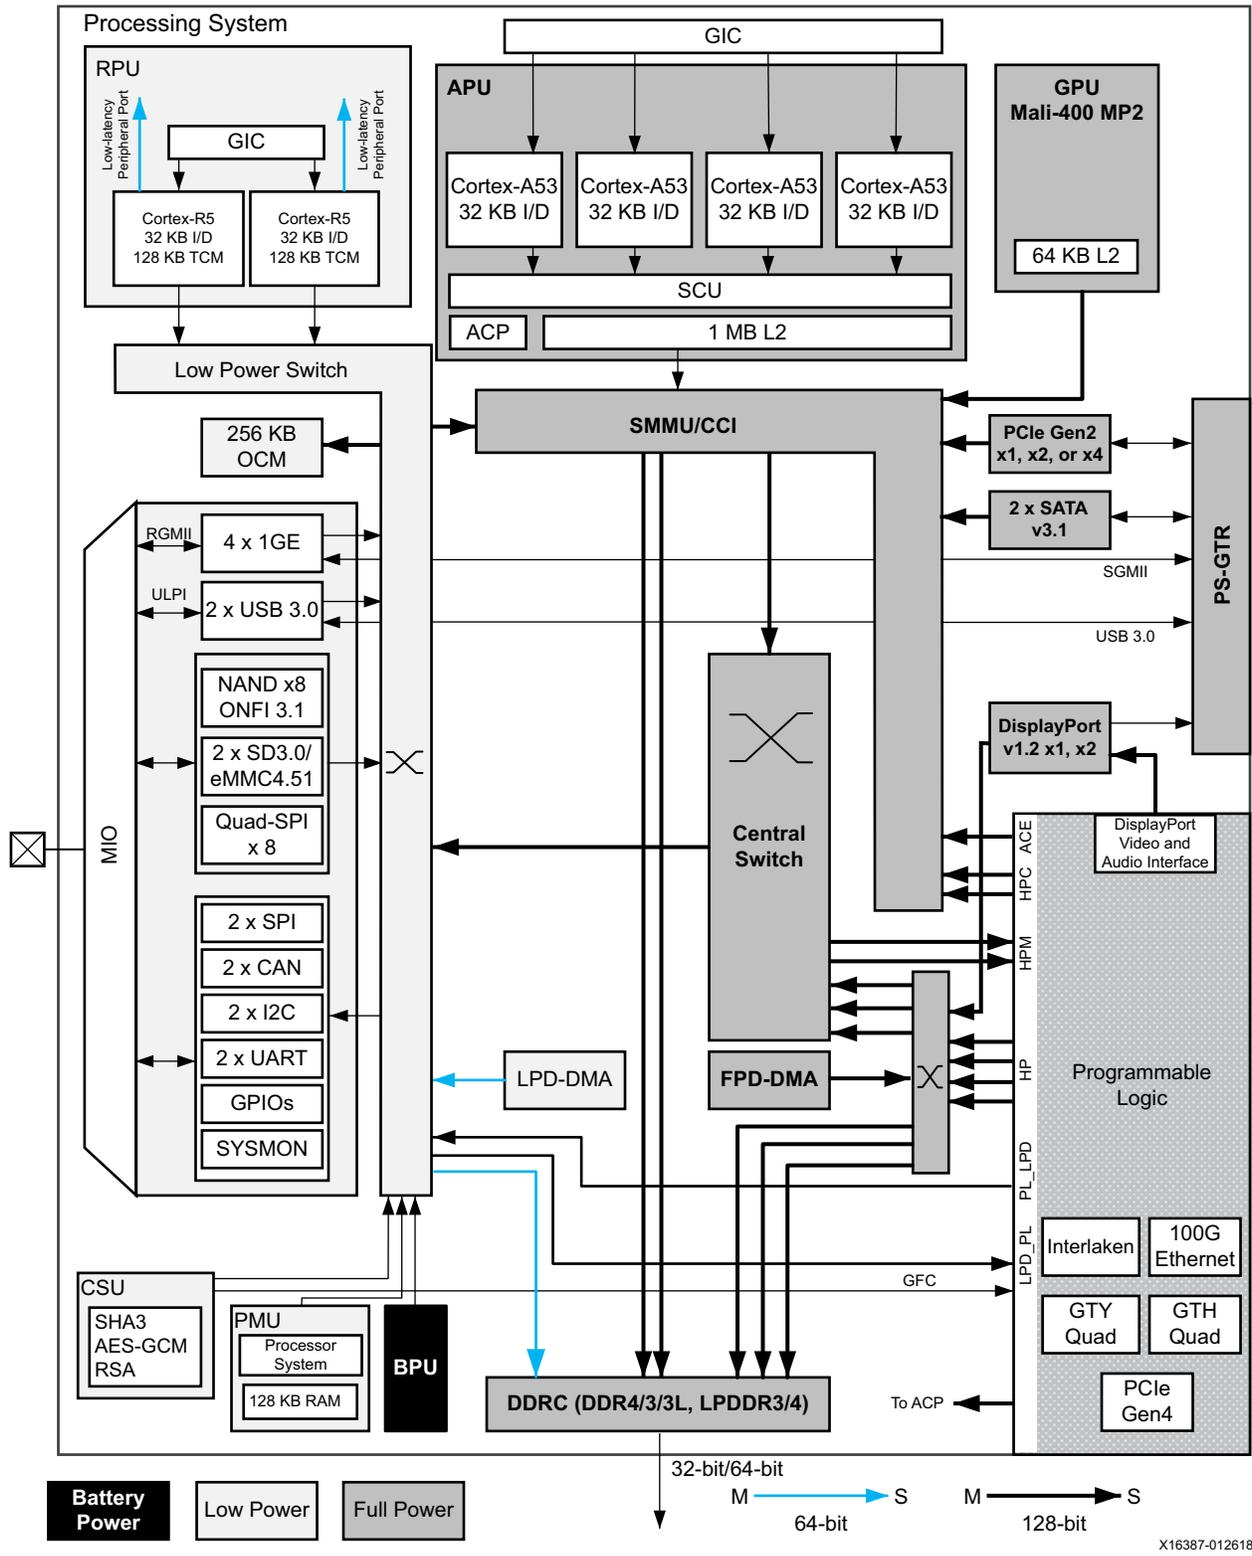 Processing System
RPU
Low-latency
Peripheral Port
Low-latency
Peripheral Port
GIC
Cortex-R5
32 KB I/D
128 KB TCM
Cortex-R5
32 KB I/D
128 KB TCM
GIC
APU
Cortex-A53
32 KB I/D
Cortex-A53
32 KB I/D
Cortex-A53
32 KB I/D
Cortex-A53
32 KB I/D
SCU
ACP
1 MB L2
GPU
Mali-400 MP2
64 KB L2
Low Power Switch
SMMU/CCI
256 KB
OCM
PCIe Gen2
x1, x2, or x4
2 x SATA
v3.1
PS-GTR
RGMII
4 x 1GE
SGMII
ULPI
2 x USB 3.0
USB 3.0
NAND x8
ONFI 3.1
2 x SD3.0/
eMMC4.51
Quad-SPI
x 8
MIO
DisplayPort
v1.2 x1, x2
Central
Switch
ACE
HPC
HPM
HP
PL_LPD
LPD_PL
DisplayPort
Video and
Audio Interface
2 x SPI
2 x CAN
2 x I2C
2 x UART
GPIOs
SYSMON
LPD-DMA
FPD-DMA
Programmable
Logic
Interlaken
100G
Ethernet
GTY
Quad
GTH
Quad
PCIe
Gen4
GFC
To ACP
CSU
SHA3
AES-GCM
RSA
PMU
Processor
System
128 KB RAM
BPU
DDRC (DDR4/3/3L, LPDDR3/4)
32-bit/64-bit
Battery
Power
Low Power
Full Power
M
S
64-bit
M
S
128-bit
X16387-012618